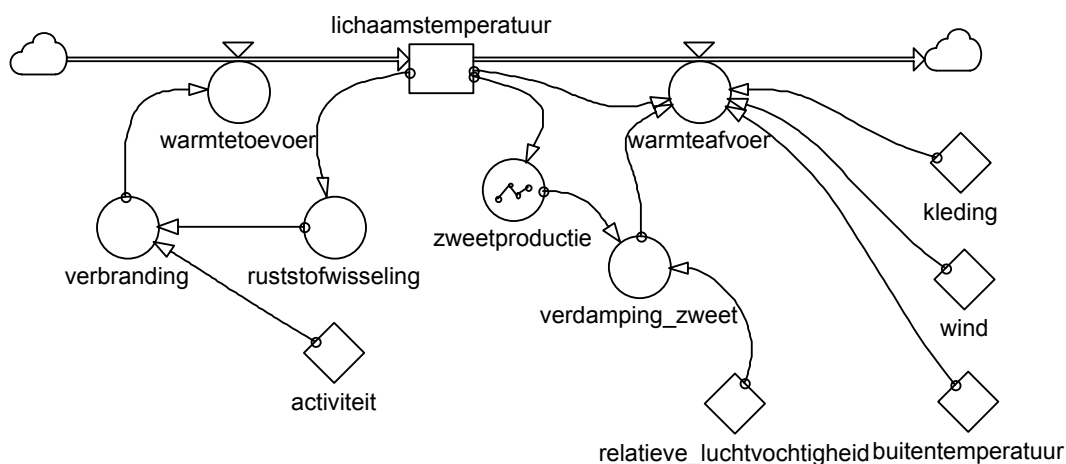 lichaamstemperatuur
warmtetoevoer
warmteafvoer
kleding
zweetproductie
verbranding
ruststofwisseling
verdamping_zweet
wind
activiteit
relatieve_luchtvochtigheid
buitentemperatuur